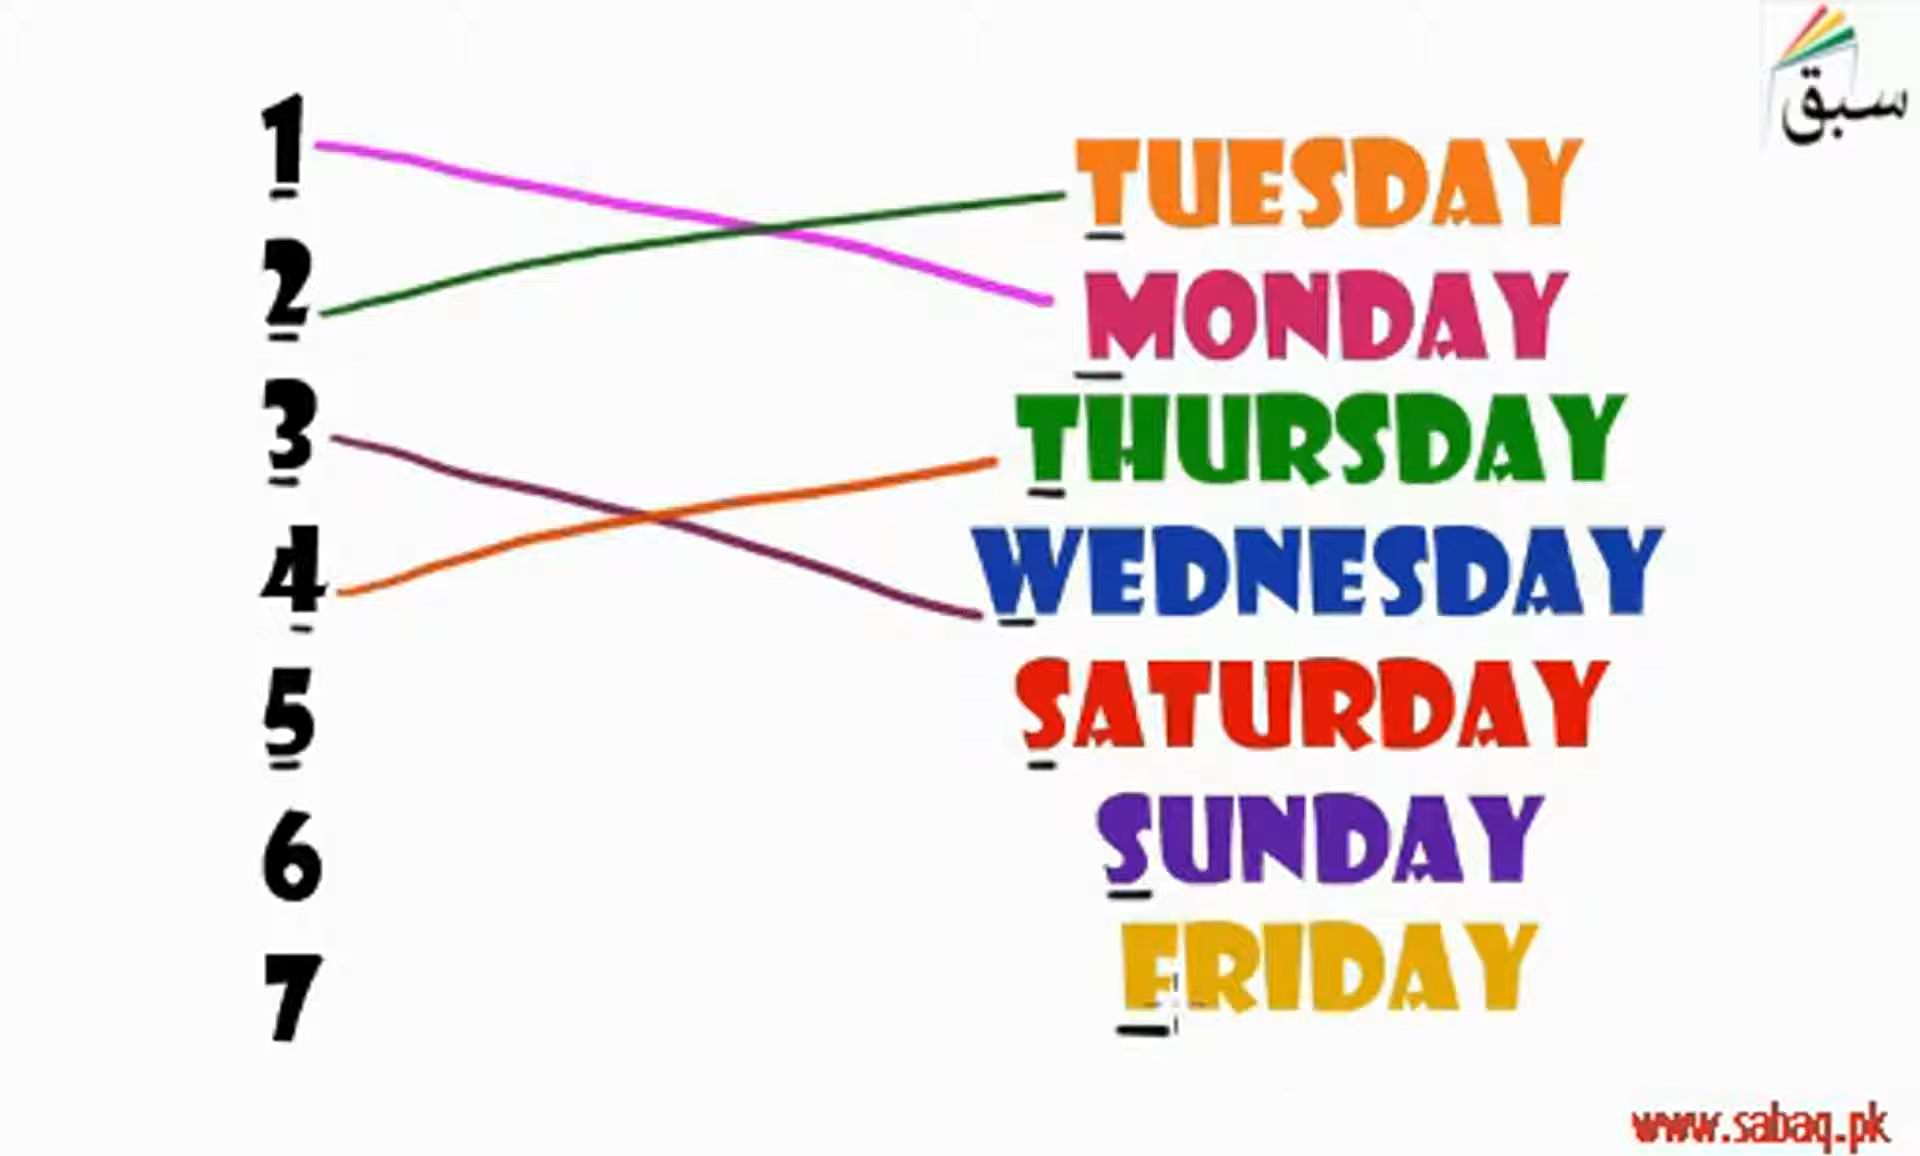 سبق
1 TUESDAY
2 MONDAY
3 THURSDAY
4 WEDNESDAY
5 SATURDAY
6 SUNDAY
7 FRIDAY
www.sabaq.pk